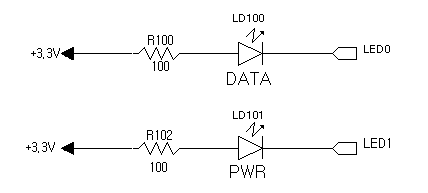 LD100
R100
+3,3V
LED0
100
DATA
LD101
R102
+3,3V
LED1
100
PWR